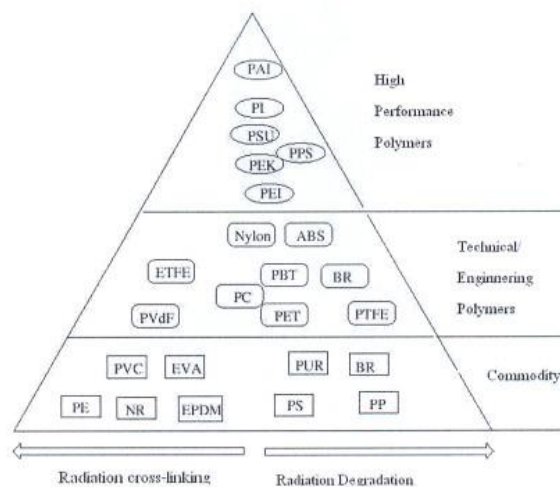 PAI
High
PI
Performance
PSU
PPS
Polymers
PEK
PEI
Nylon
ABS
Technical/
ETFE
PBT
BR
Enginnering
PC
PVdF
PET
PTFE
Polymers
PVC
EVA
PUR
BR
Commodity
PE
NR
EPDM
PS
PP
Radiation cross-linking
Radiation Degradation